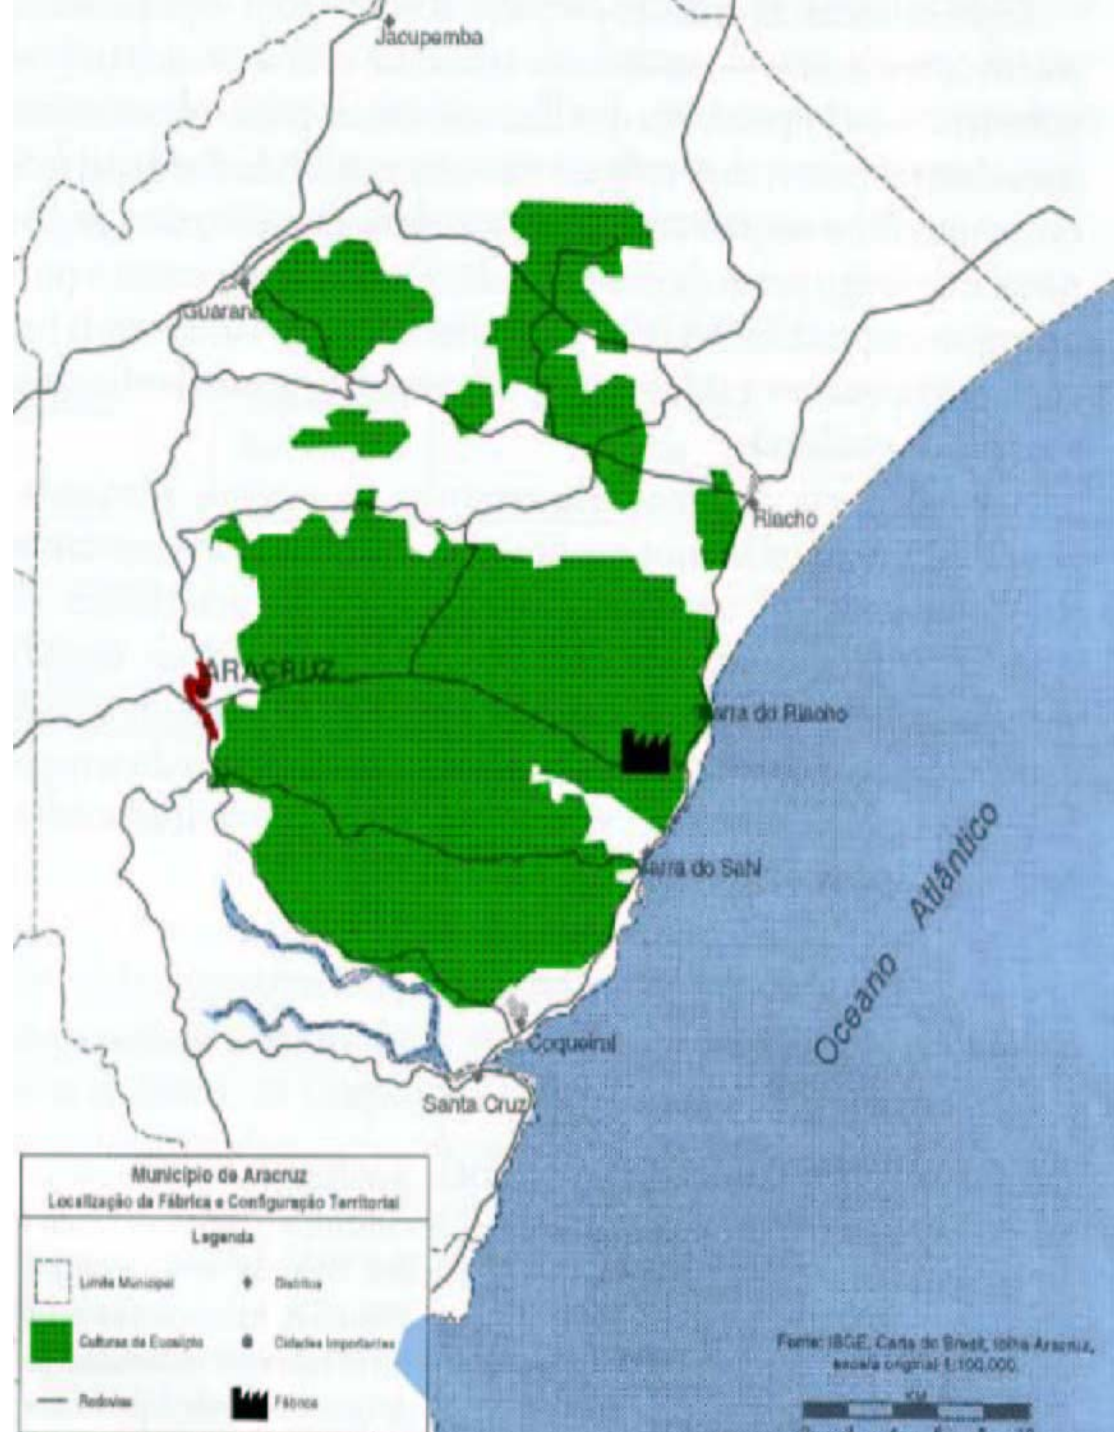 Jacupemba
Guaraná
Riacho
ARACRUZ
Barra do Riacho
Barra do Sahi
Oceano Atlântico
Coqueiral
Santa Cruz
Município de Aracruz
Localização da Fábrica e Configuração Territorial
Legenda
Limite Municipal
Distritos
Culturas de Eucalipto
Cidades Importantes
Rodovias
Fábrica
Fonte: IBGE, Carta do Brasil, folha Aracruz,
escala original 1:100.000.
KM